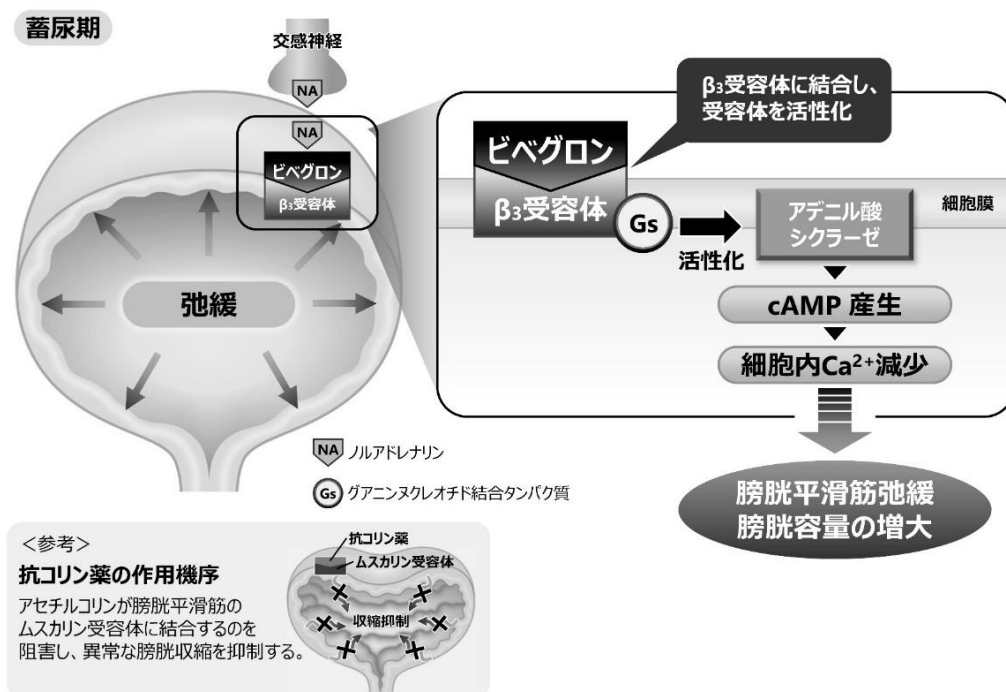 蓄尿期
交感神経
NA
NA
ビベグロン
β₃受容体
弛緩
β₃受容体に結合し、
受容体を活性化
ビベグロン
β₃受容体
Gs
活性化
アデニル酸
シクラーゼ
細胞膜
cAMP 産生
細胞内Ca²⁺減少
膀胱平滑筋弛緩
膀胱容量の増大
NA ノルアドレナリン
Gs グアニンヌクレオチド結合タンパク質
<参考>
抗コリン薬の作用機序
アセチルコリンが膀胱平滑筋の
ムスカリン受容体に結合するのを
阻害し、異常な膀胱収縮を抑制する。
抗コリン薬
ムスカリン受容体
収縮抑制